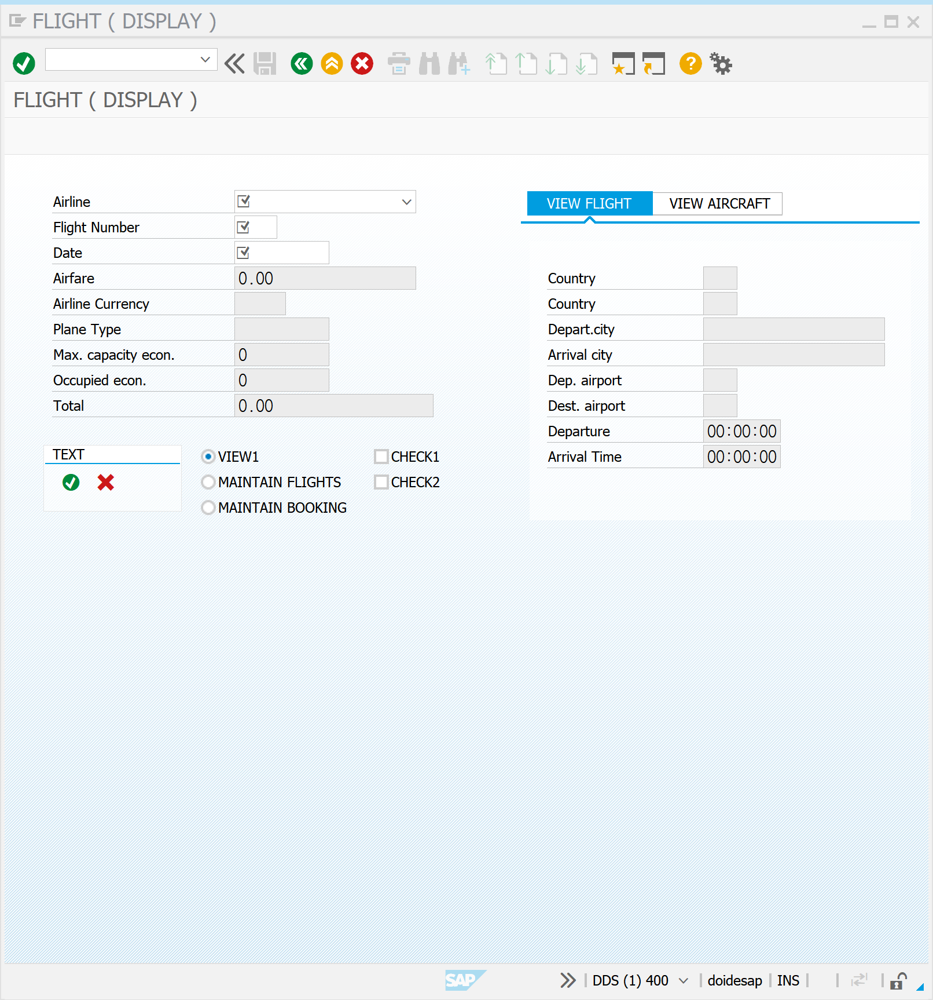 FLIGHT ( DISPLAY )
FLIGHT ( DISPLAY )
Airline
Flight Number
Date
Airfare 0.00
Airline Currency
Plane Type
Max. capacity econ. 0
Occupied econ. 0
Total 0.00
TEXT
VIEW1
MAINTAIN FLIGHTS
MAINTAIN BOOKING
CHECK1
CHECK2
VIEW FLIGHT VIEW AIRCRAFT
Country
Country
Depart.city
Arrival city
Dep. airport
Dest. airport
Departure 00:00:00
Arrival Time 00:00:00
SAP DDS (1) 400 doidesap INS